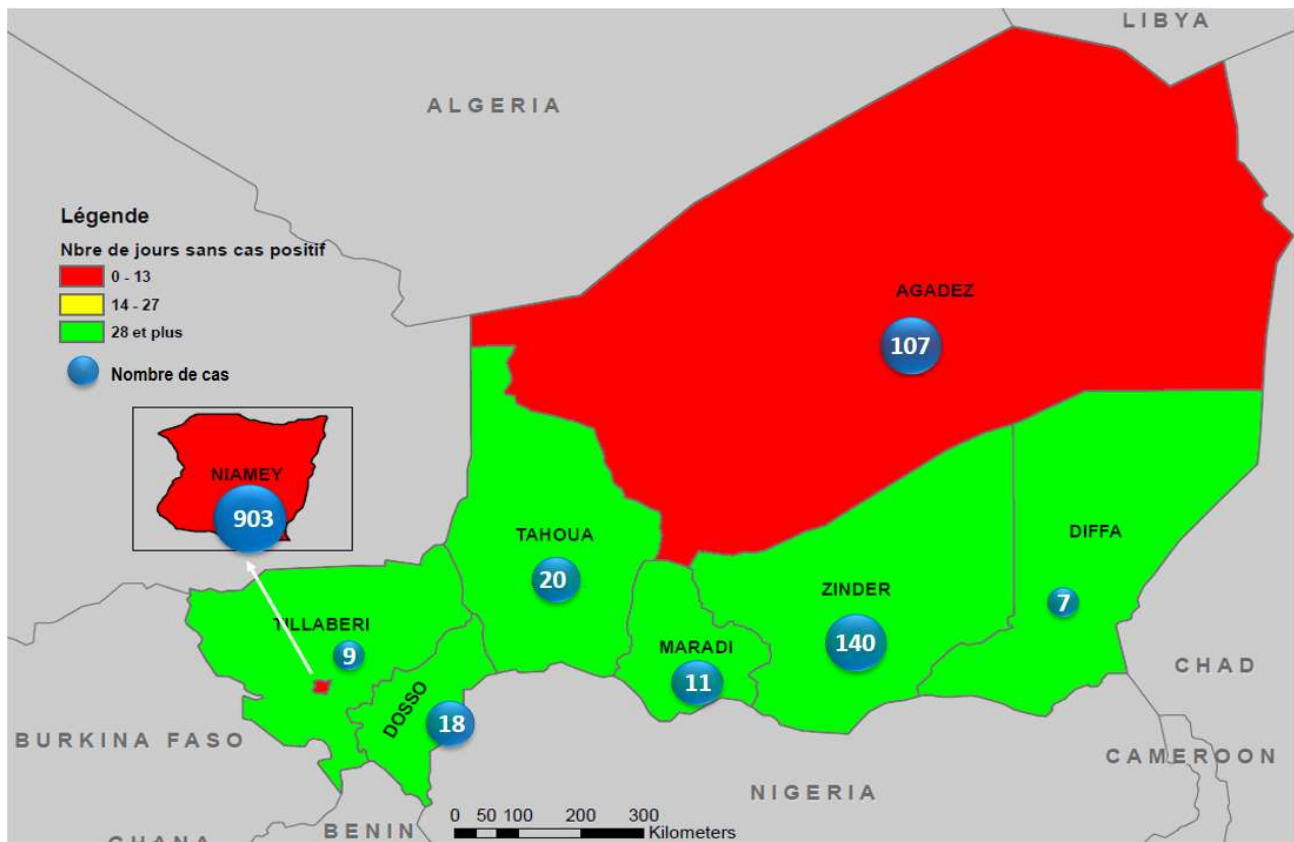 LIBYA
ALGERIA
Légende
Nbre de jours sans cas positif
0 - 13
14 - 27
28 et plus
Nombre de cas
AGADEZ
107
NIAMEY
903
TAHOUA
20
DIFFA
7
ZINDER
140
TILLABERI
9
MARADI
11
DOSSO
18
CHAD
BURKINA FASO
CAMEROON
NIGERIA
0 50 100 200 300
Kilometers
BENIN
GHANA